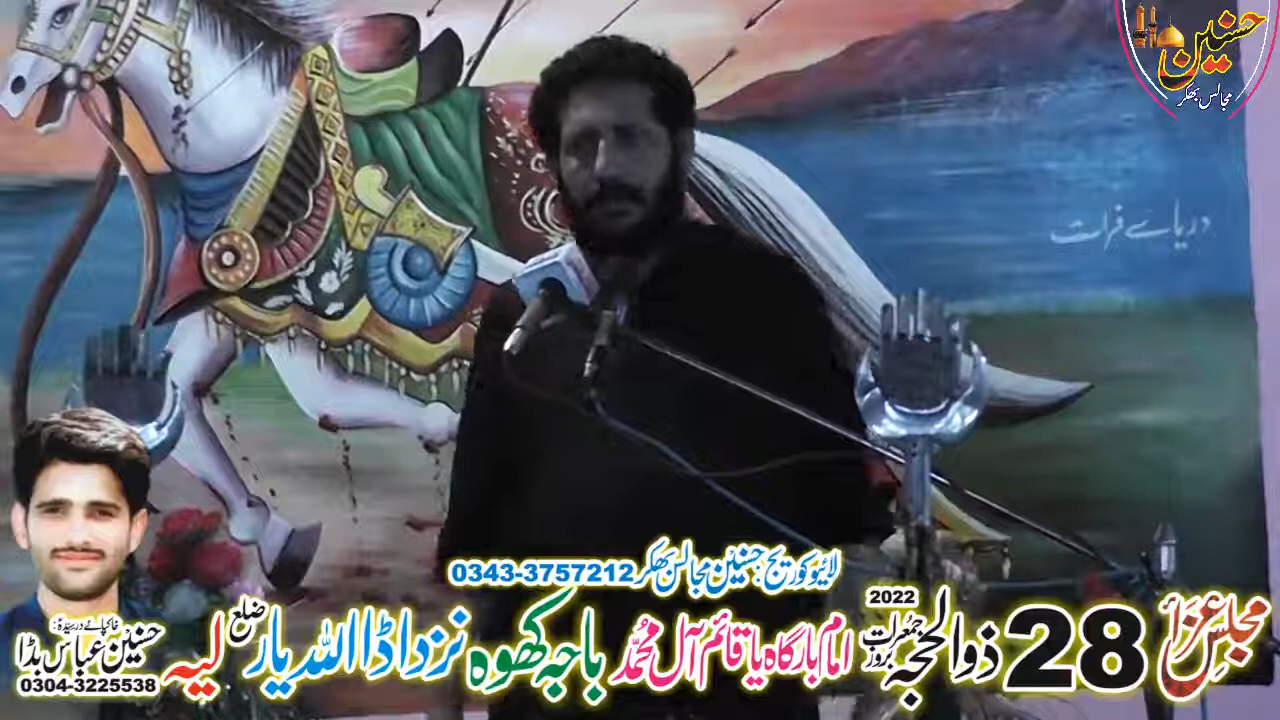 حسنین
مجالس بھکر
دریاے فرات
لائیو کوریج: حسنین مجالس بھکر 0343-3757212
مجلسِ عزا 28 ذوالحجہ 2022 بروز جمعرات امام بارگاہ یا قائم آل محمدؐ باجہ کھوہ نزد اڈا اللہ یار ضلع لیہ
خاکپائے در سیدہؑ:
حسنین عباس بڈا
0304-3225538